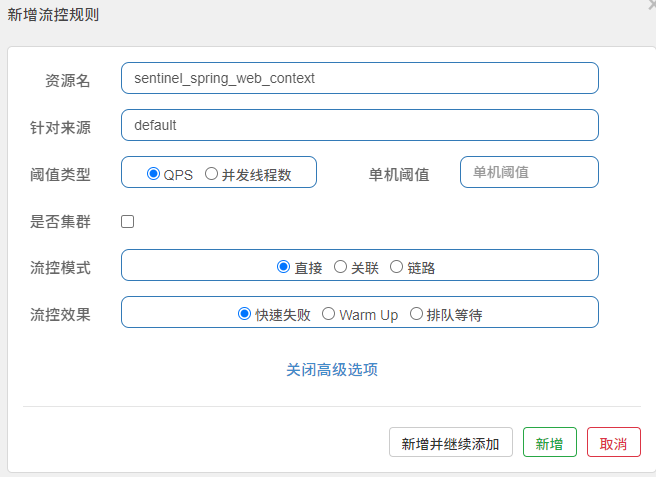 新增流控规则
资源名 sentinel_spring_web_context
针对来源 default
阈值类型 QPS 并发线程数 单机阈值 单机阈值
是否集群
流控模式 直接 关联 链路
流控效果 快速失败 Warm Up 排队等待
关闭高级选项
新增并继续添加 新增 取消